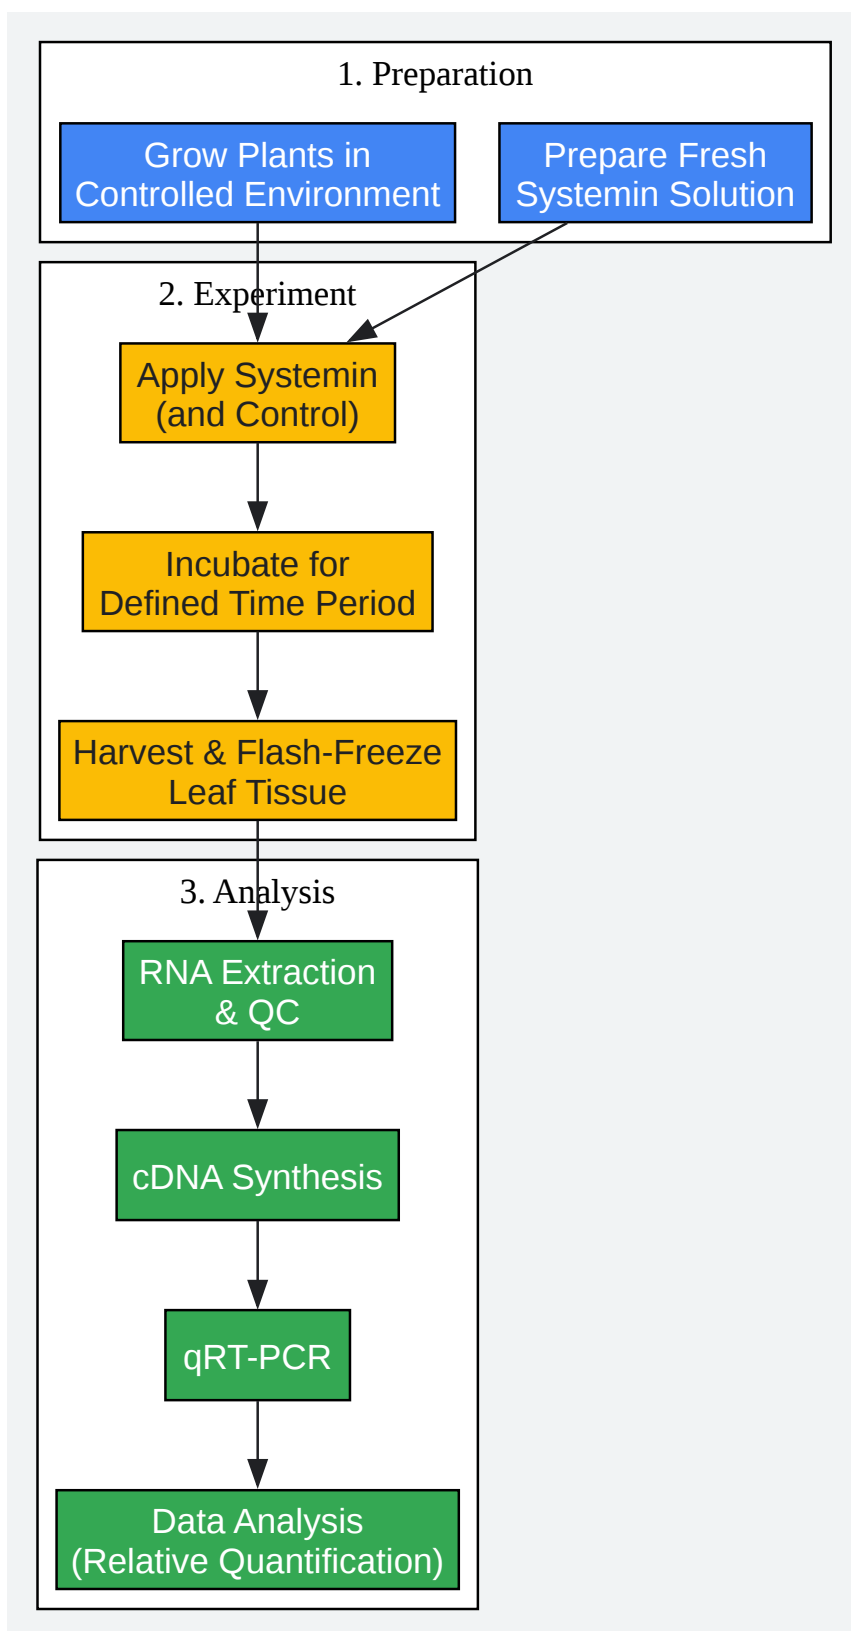 1. Preparation
Grow Plants in
Controlled Environment
Prepare Fresh
Systemin Solution
2. Experiment
Apply Systemin
(and Control)
Incubate for
Defined Time Period
Harvest & Flash-Freeze
Leaf Tissue
3. Analysis
RNA Extraction
& QC
cDNA Synthesis
qRT-PCR
Data Analysis
(Relative Quantification)